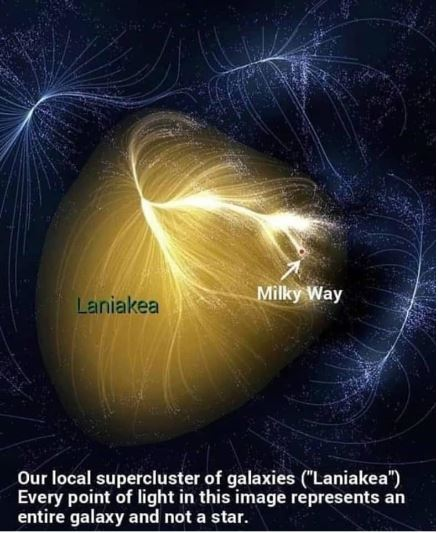 Laniakea
Milky Way
Our local supercluster of galaxies ("Laniakea")
Every point of light in this image represents an
entire galaxy and not a star.